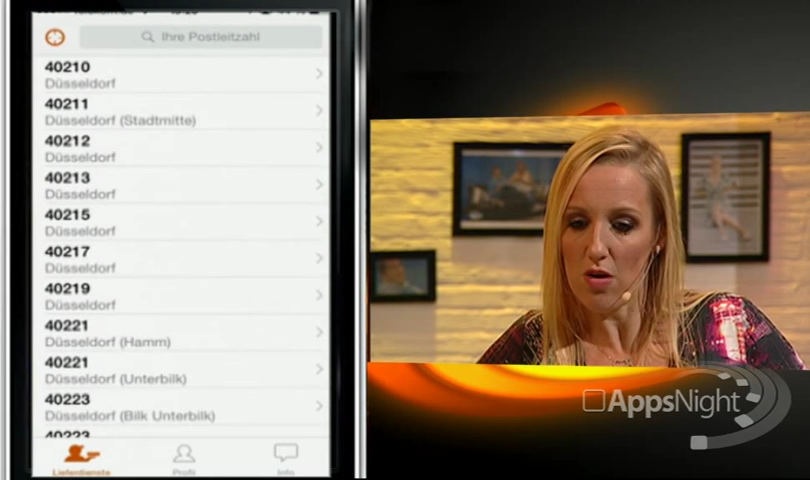 Ihre Postleitzahl
40210
Düsseldorf
40211
Düsseldorf (Stadtmitte)
40212
Düsseldorf
40213
Düsseldorf
40215
Düsseldorf
40217
Düsseldorf
40219
Düsseldorf
40221
Düsseldorf (Hamm)
40221
Düsseldorf (Unterbilk)
40223
Düsseldorf (Bilk Unterbilk)
40223
Lieferdienste
Profil
Info
AppsNight